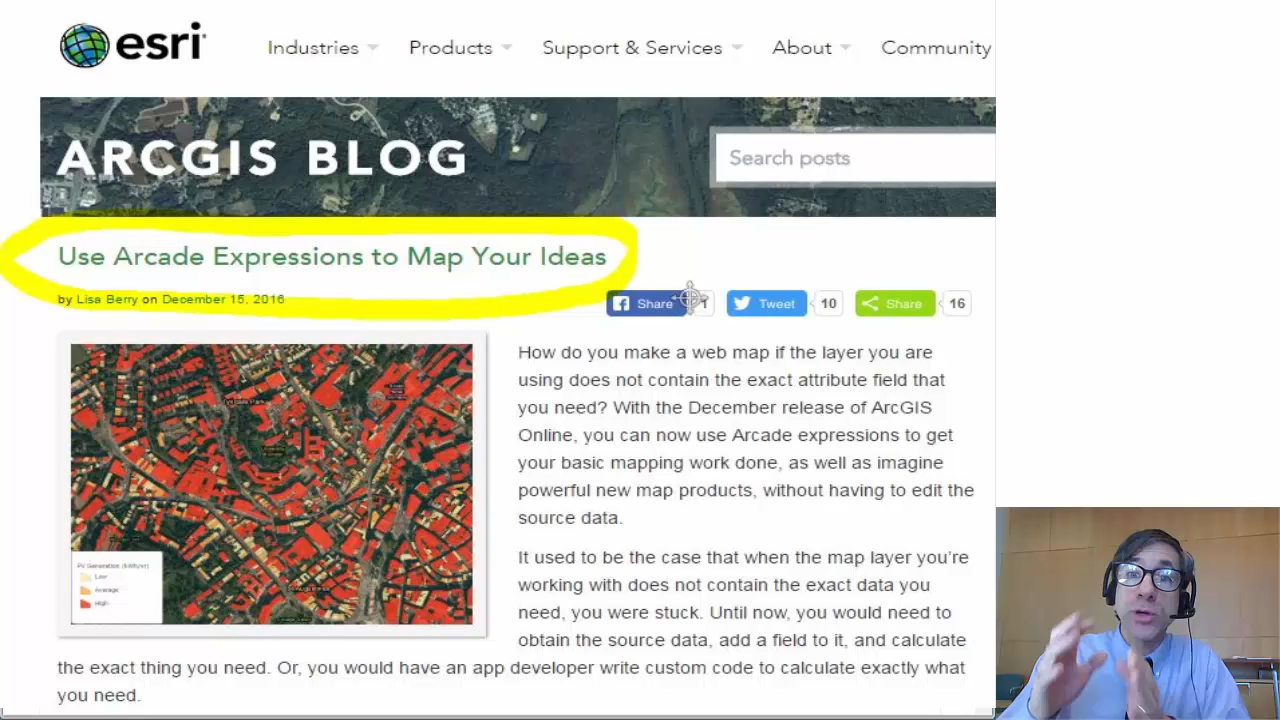 esri
Industries Products Support & Services About Community
ARCGIS BLOG
Search posts
Use Arcade Expressions to Map Your Ideas
by Lisa Berry on December 15, 2016
Share 1 Tweet 10 Share 16
How do you make a web map if the layer you are
using does not contain the exact attribute field that
you need? With the December release of ArcGIS
Online, you can now use Arcade expressions to get
your basic mapping work done, as well as imagine
powerful new map products, without having to edit the
source data.
It used to be the case that when the map layer you're
working with does not contain the exact data you
need, you were stuck. Until now, you would need to
obtain the source data, add a field to it, and calculate
the exact thing you need. Or, you would have an app developer write custom code to calculate exactly what
you need.
PV Generation
Low
Average
High